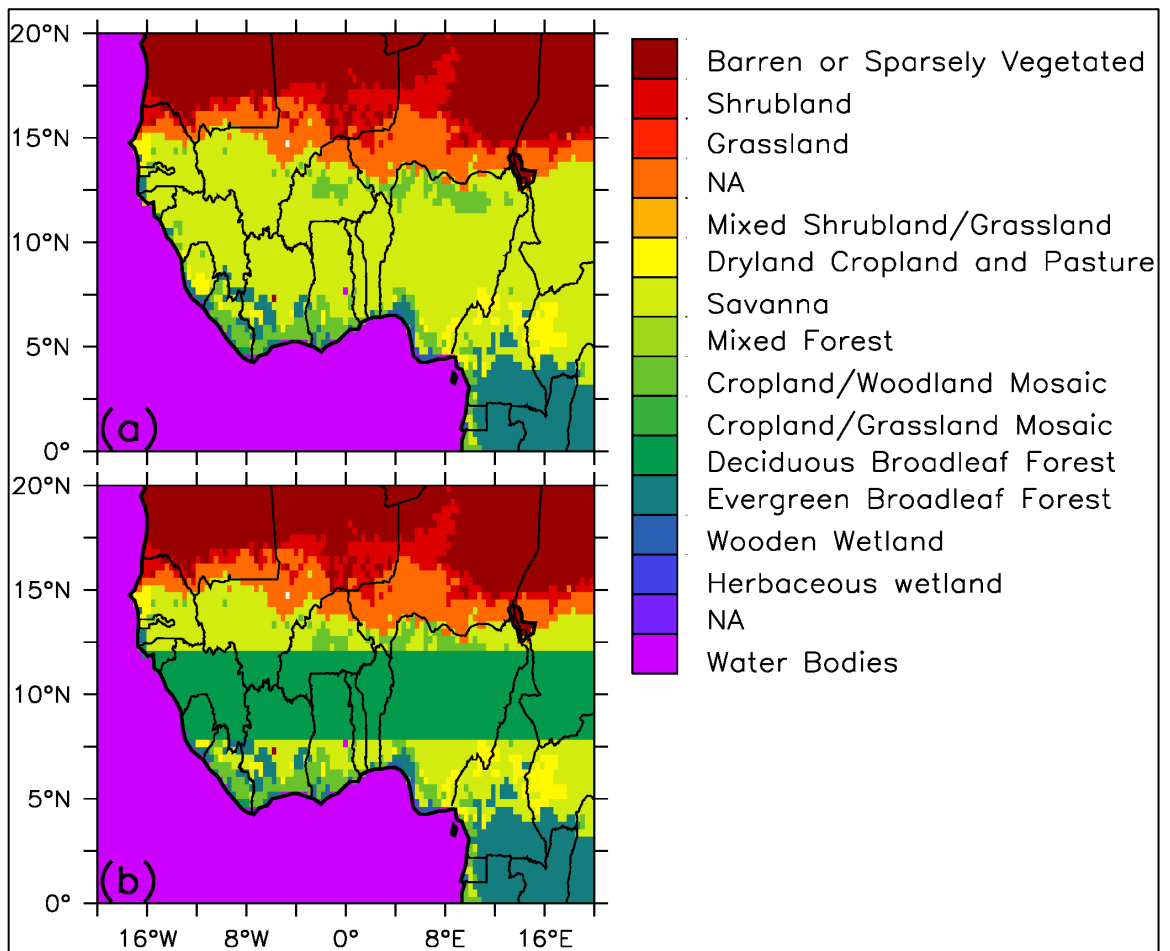 20°N
15°N
10°N
5°N
0°
(a)
20°N
15°N
10°N
5°N
0°
(b)
16°W 8°W 0° 8°E 16°E
Barren or Sparsely Vegetated
Shrubland
Grassland
NA
Mixed Shrubland/Grassland
Dryland Cropland and Pasture
Savanna
Mixed Forest
Cropland/Woodland Mosaic
Cropland/Grassland Mosaic
Deciduous Broadleaf Forest
Evergreen Broadleaf Forest
Wooden Wetland
Herbaceous wetland
NA
Water Bodies